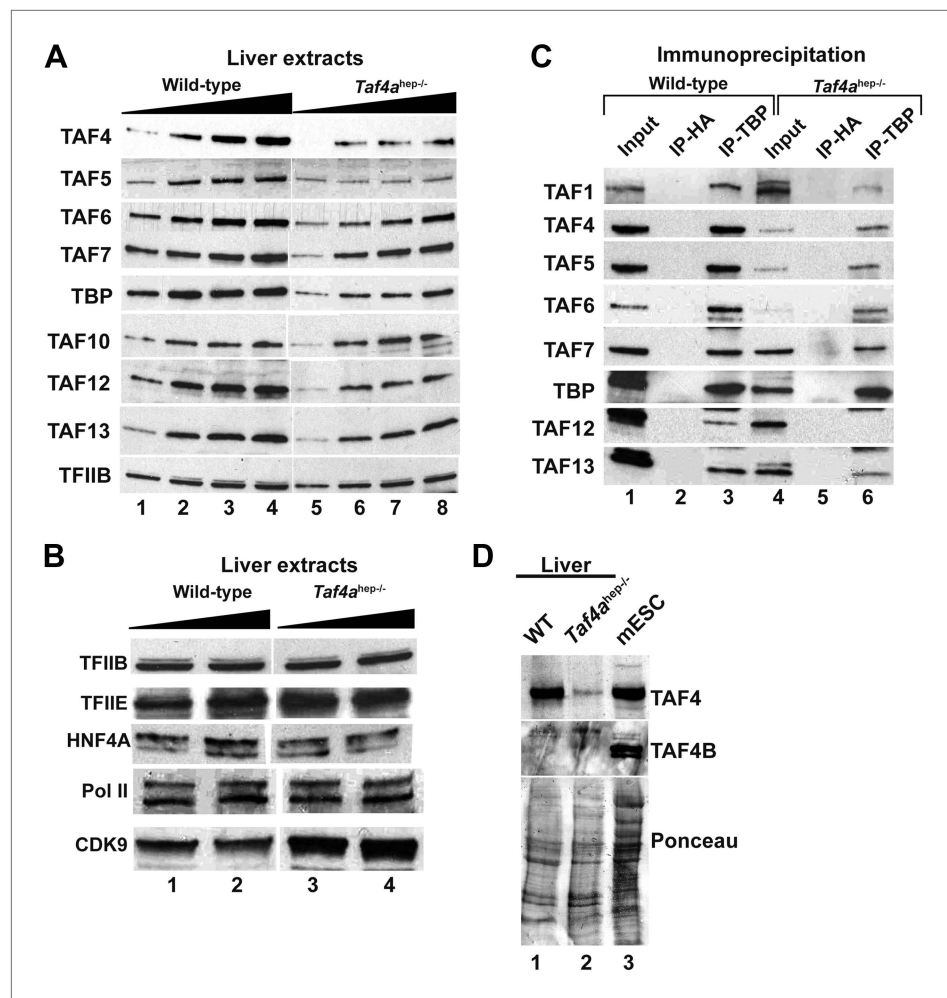 A
Liver extracts
Wild-type Taf4a^hep-/-
TAF4
TAF5
TAF6
TAF7
TBP
TAF10
TAF12
TAF13
TFIIB
1 2 3 4 5 6 7 8
B
Liver extracts
Wild-type Taf4a^hep-/-
TFIIB
TFIIE
HNF4A
Pol II
CDK9
1 2 3 4
C
Immunoprecipitation
Wild-type Taf4a^hep-/-
Input IP-HA IP-TBP Input IP-HA IP-TBP
TAF1
TAF4
TAF5
TAF6
TAF7
TBP
TAF12
TAF13
1 2 3 4 5 6
D
Liver
WT Taf4a^hep-/- mESC
TAF4
TAF4B
Ponceau
1 2 3